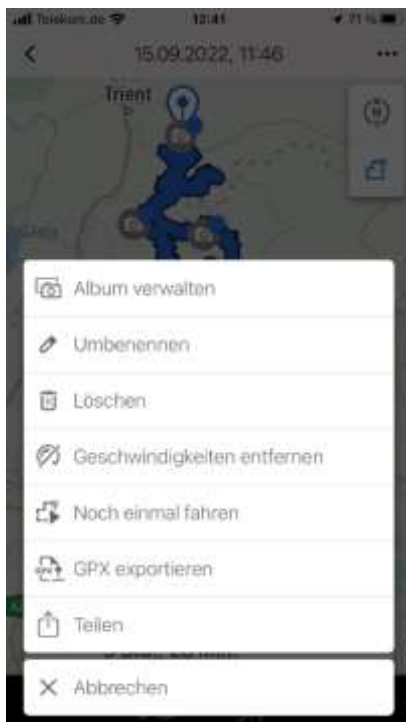 Telekom.de 12:41 71 %
15.09.2022, 11:46
Trient
Album verwalten
Umbenennen
Löschen
Geschwindigkeiten entfernen
Noch einmal fahren
GPX exportieren
Teilen
Abbrechen